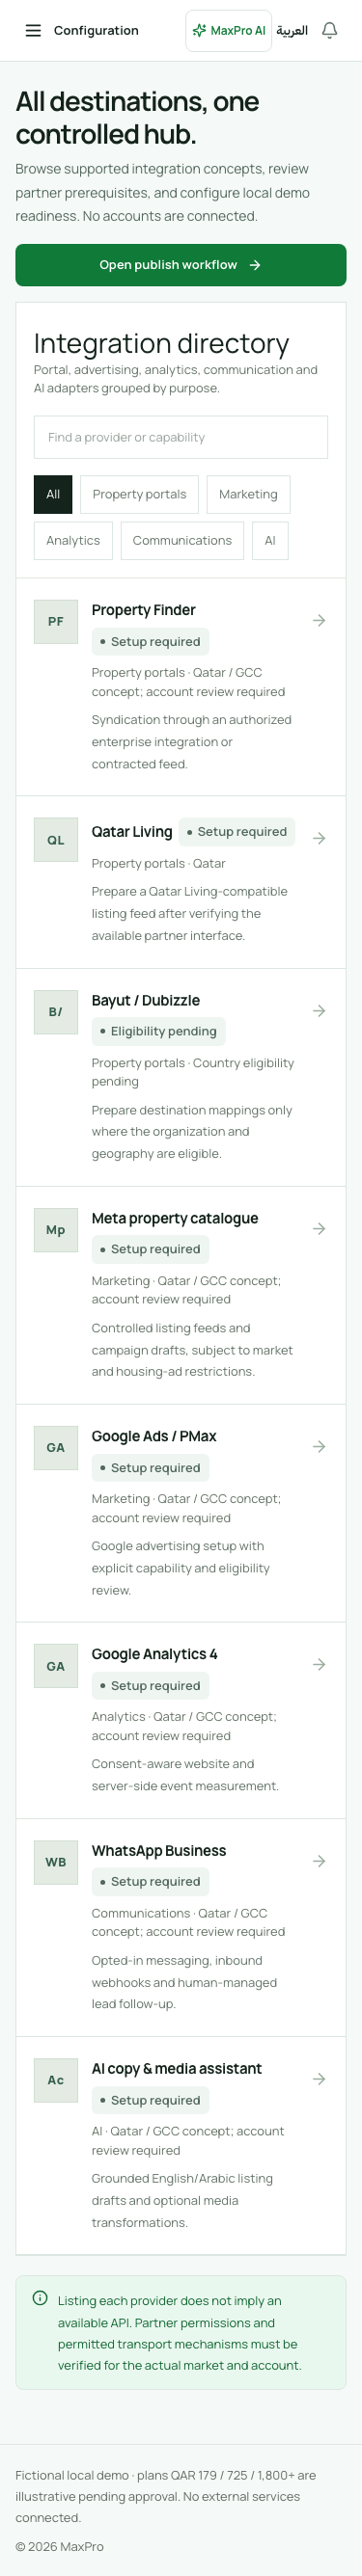 Configuration
MaxPro AI
العربية
All destinations, one
controlled hub.
Browse supported integration concepts, review
partner prerequisites, and configure local demo
readiness. No accounts are connected.
Open publish workflow
Integration directory
Portal, advertising, analytics, communication and
AI adapters grouped by purpose.
Find a provider or capability
All
Property portals
Marketing
Analytics
Communications
AI
PF
Property Finder
Setup required
Property portals · Qatar / GCC
concept; account review required
Syndication through an authorized
enterprise integration or
contracted feed.
QL
Qatar Living
Setup required
Property portals · Qatar
Prepare a Qatar Living-compatible
listing feed after verifying the
available partner interface.
B/
Bayut / Dubizzle
Eligibility pending
Property portals · Country eligibility
pending
Prepare destination mappings only
where the organization and
geography are eligible.
Mp
Meta property catalogue
Setup required
Marketing · Qatar / GCC concept;
account review required
Controlled listing feeds and
campaign drafts, subject to market
and housing-ad restrictions.
GA
Google Ads / PMax
Setup required
Marketing · Qatar / GCC concept;
account review required
Google advertising setup with
explicit capability and eligibility
review.
GA
Google Analytics 4
Setup required
Analytics · Qatar / GCC concept;
account review required
Consent-aware website and
server-side event measurement.
WB
WhatsApp Business
Setup required
Communications · Qatar / GCC
concept; account review required
Opted-in messaging, inbound
webhooks and human-managed
lead follow-up.
Ac
AI copy & media assistant
Setup required
AI · Qatar / GCC concept; account
review required
Grounded English/Arabic listing
drafts and optional media
transformations.
Listing each provider does not imply an
available API. Partner permissions and
permitted transport mechanisms must be
verified for the actual market and account.
Fictional local demo · plans QAR 179 / 725 / 1,800+ are
illustrative pending approval. No external services
connected.
© 2026 MaxPro